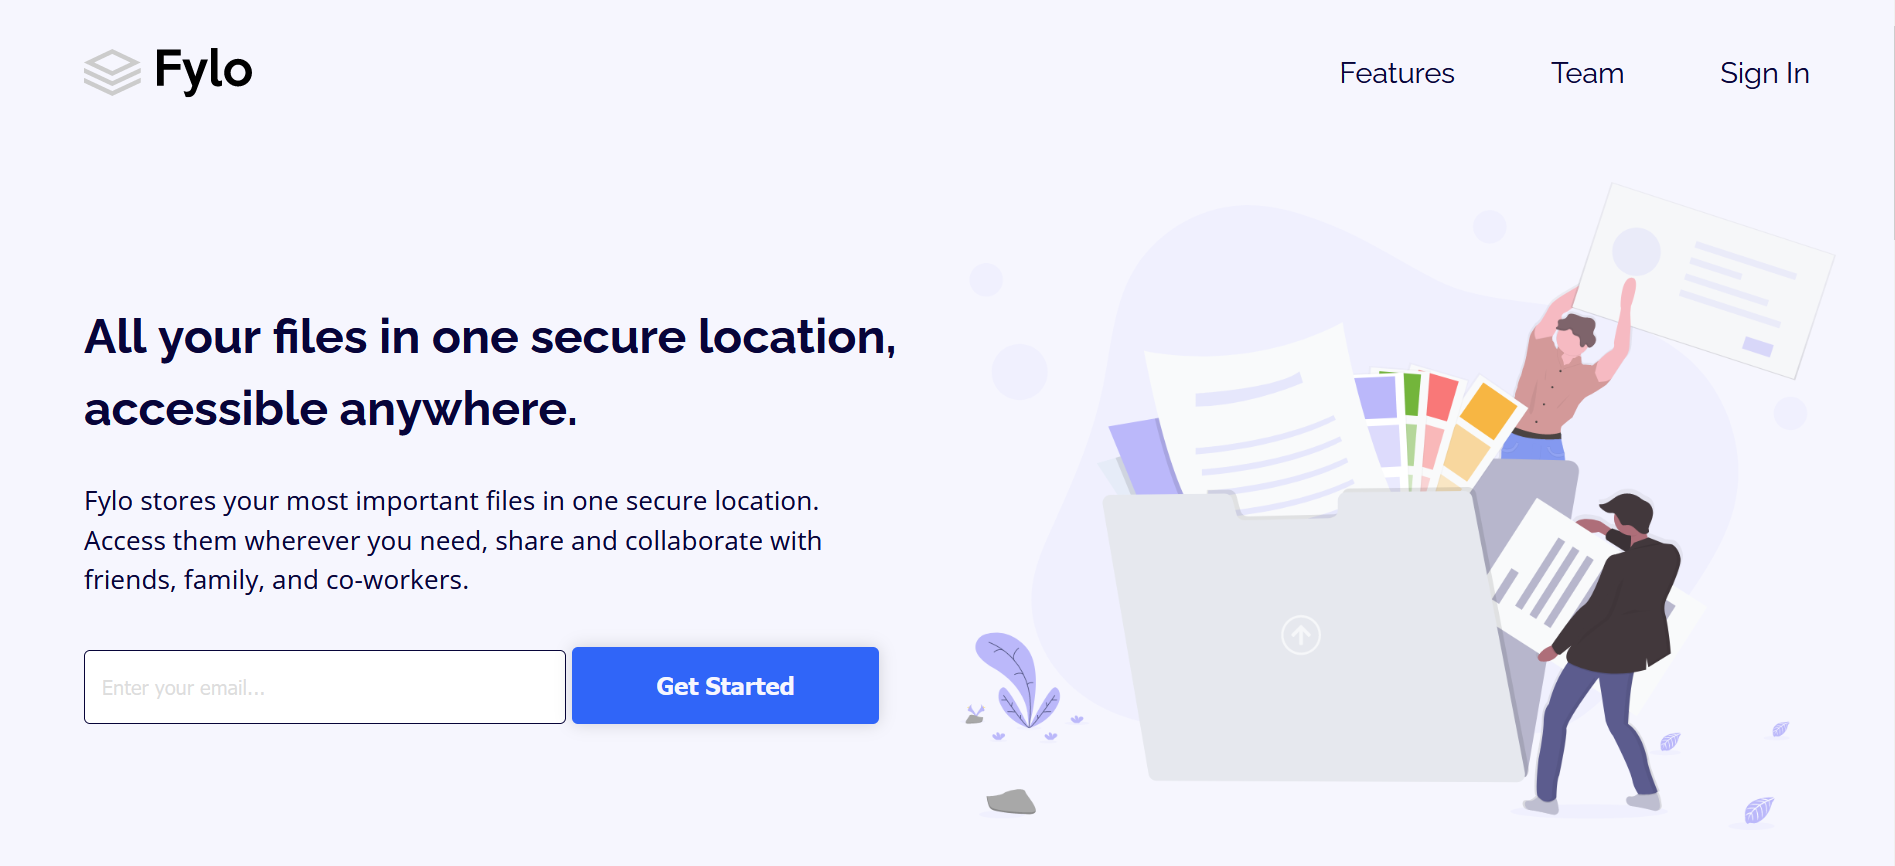 Fylo
Features
Team
Sign In
All your files in one secure location,
accessible anywhere.
Fylo stores your most important files in one secure location.
Access them wherever you need, share and collaborate with
friends, family, and co-workers.
Enter your email...
Get Started